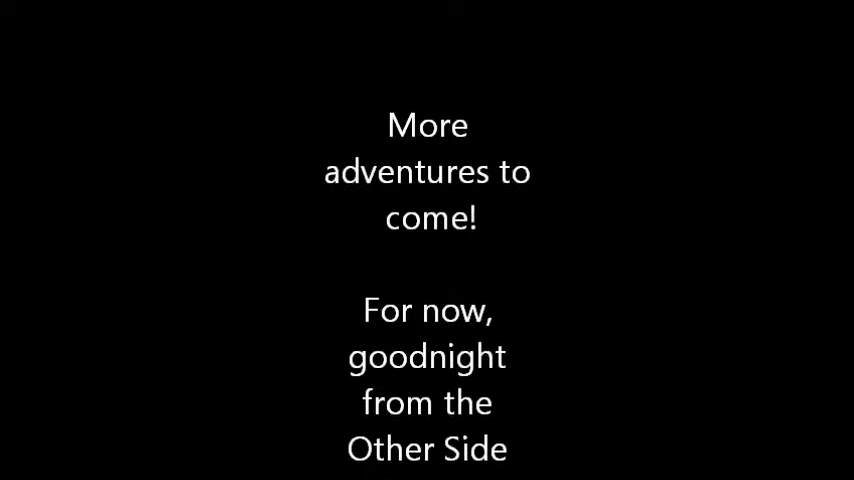 More
adventures to
come!
For now,
goodnight
from the
Other Side